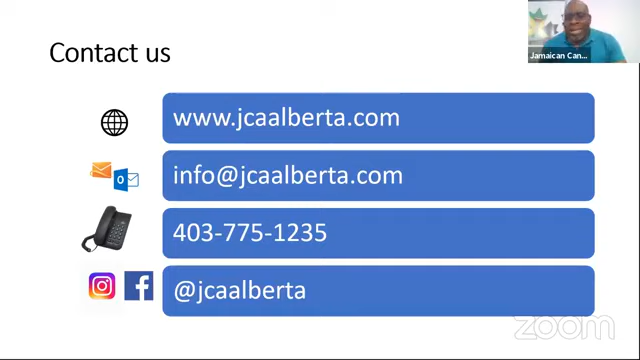 Contact us
Jamaican Can...
www.jcaalberta.com
info@jcaalberta.com
403-775-1235
@jcaalberta
zoom